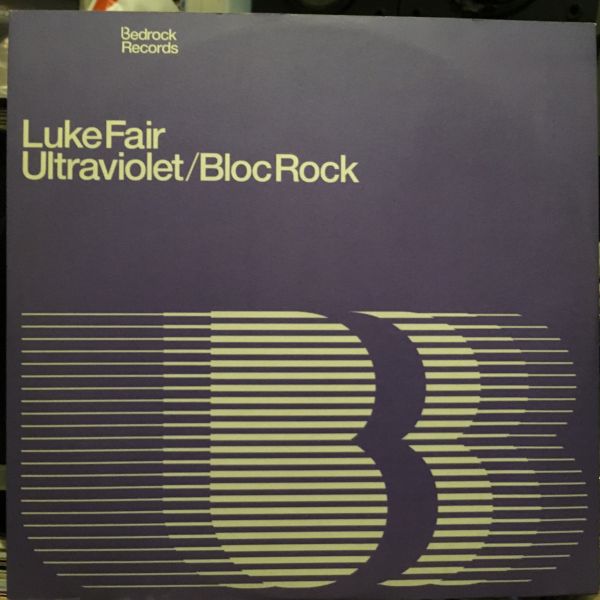 Bedrock
Records
Luke Fair
Ultraviolet/Bloc Rock
B